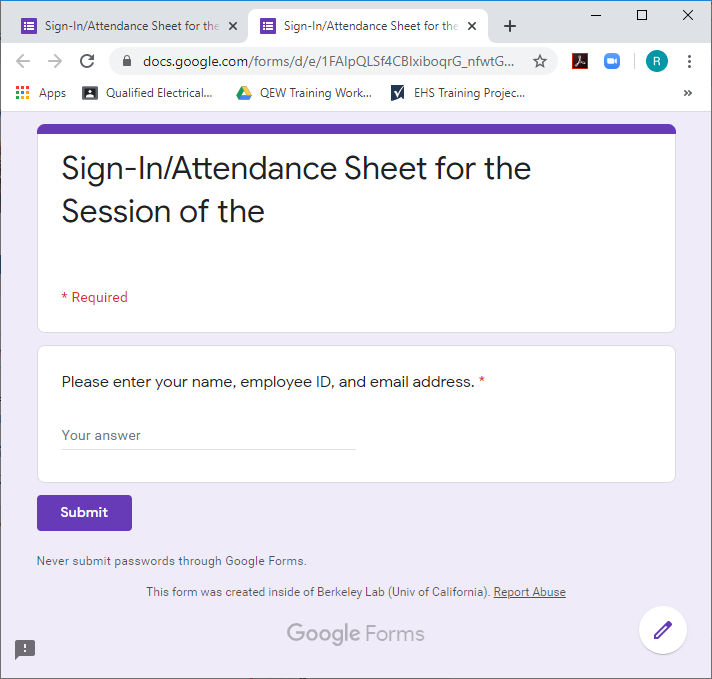 Sign-In/Attendance Sheet for the
Sign-In/Attendance Sheet for the
docs.google.com/forms/d/e/1FAIpQLSf4CBIxiboqrG_nfwtG...
R
Apps
Qualified Electrical...
QEW Training Work...
EHS Training Projec...
»
Sign-In/Attendance Sheet for the
Session of the
* Required
Please enter your name, employee ID, and email address. *
Your answer
Submit
Never submit passwords through Google Forms.
This form was created inside of Berkeley Lab (Univ of California). Report Abuse
Google Forms